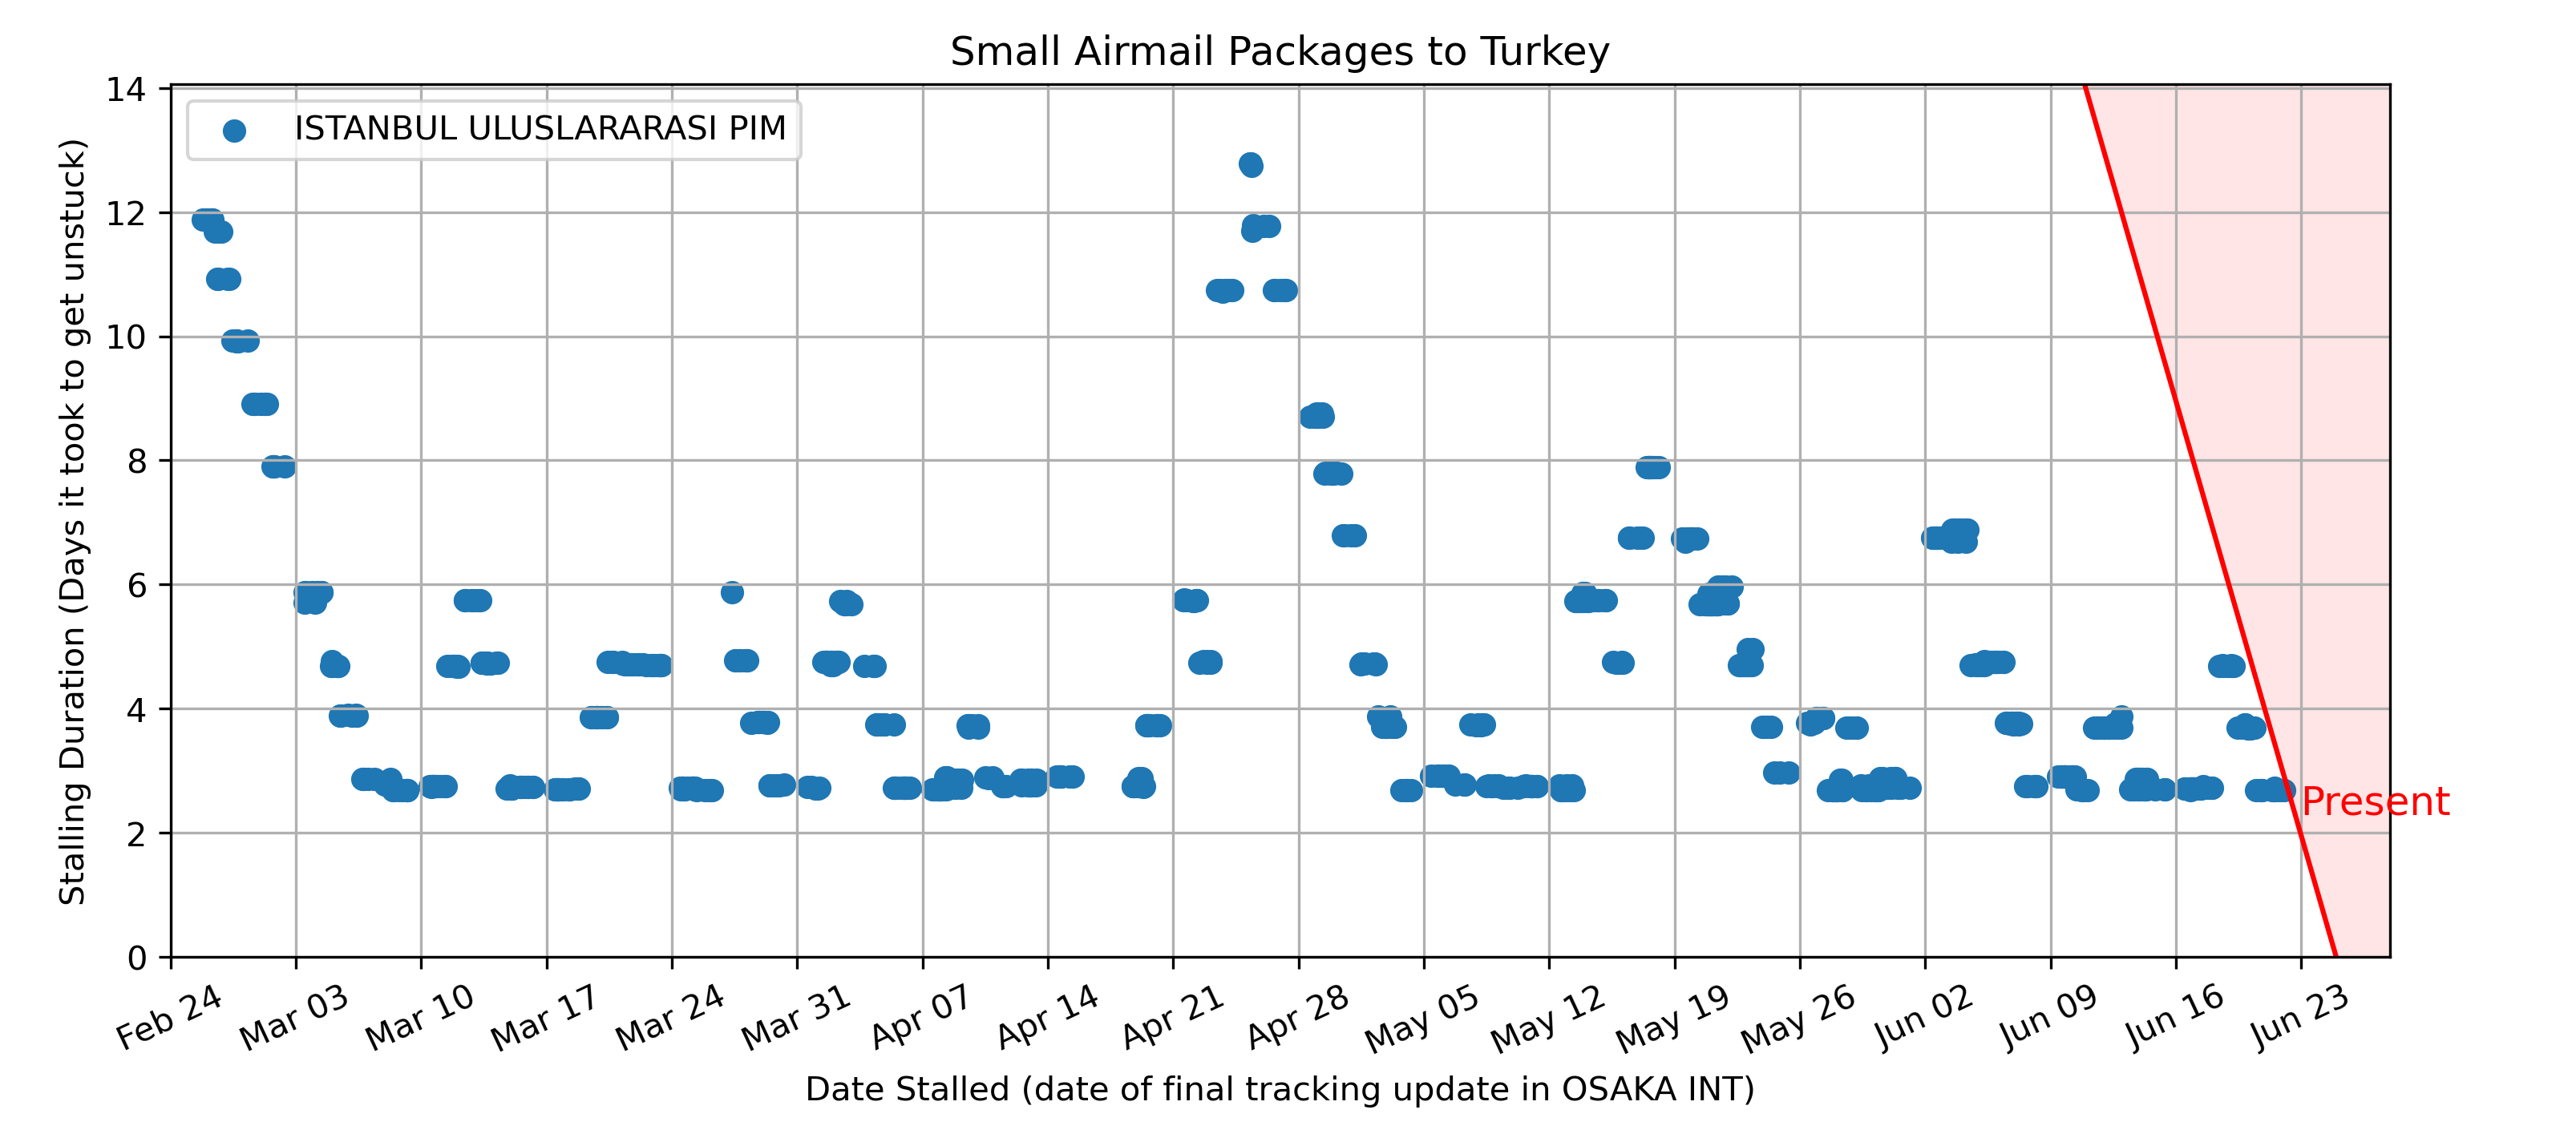 Small Airmail Packages to Turkey
ISTANBUL ULUSLARARASI PIM
Stalling Duration (Days it took to get unstuck)
14
12
10
8
6
4
2
0
Present
Feb 24 Mar 03 Mar 10 Mar 17 Mar 24 Mar 31 Apr 07 Apr 14 Apr 21 Apr 28 May 05 May 12 May 19 May 26 Jun 02 Jun 09 Jun 16 Jun 23
Date Stalled (date of final tracking update in OSAKA INT)